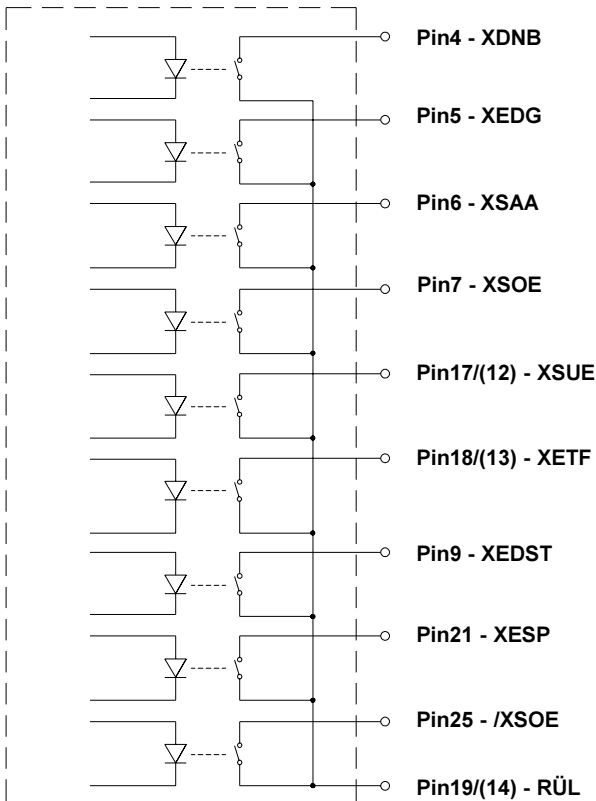 Pin4 - XDNB
Pin5 - XEDG
Pin6 - XSAA
Pin7 - XSOE
Pin17/(12) - XSUE
Pin18/(13) - XETF
Pin9 - XEDST
Pin21 - XESP
Pin25 - /XSOE
Pin19/(14) - RÜL